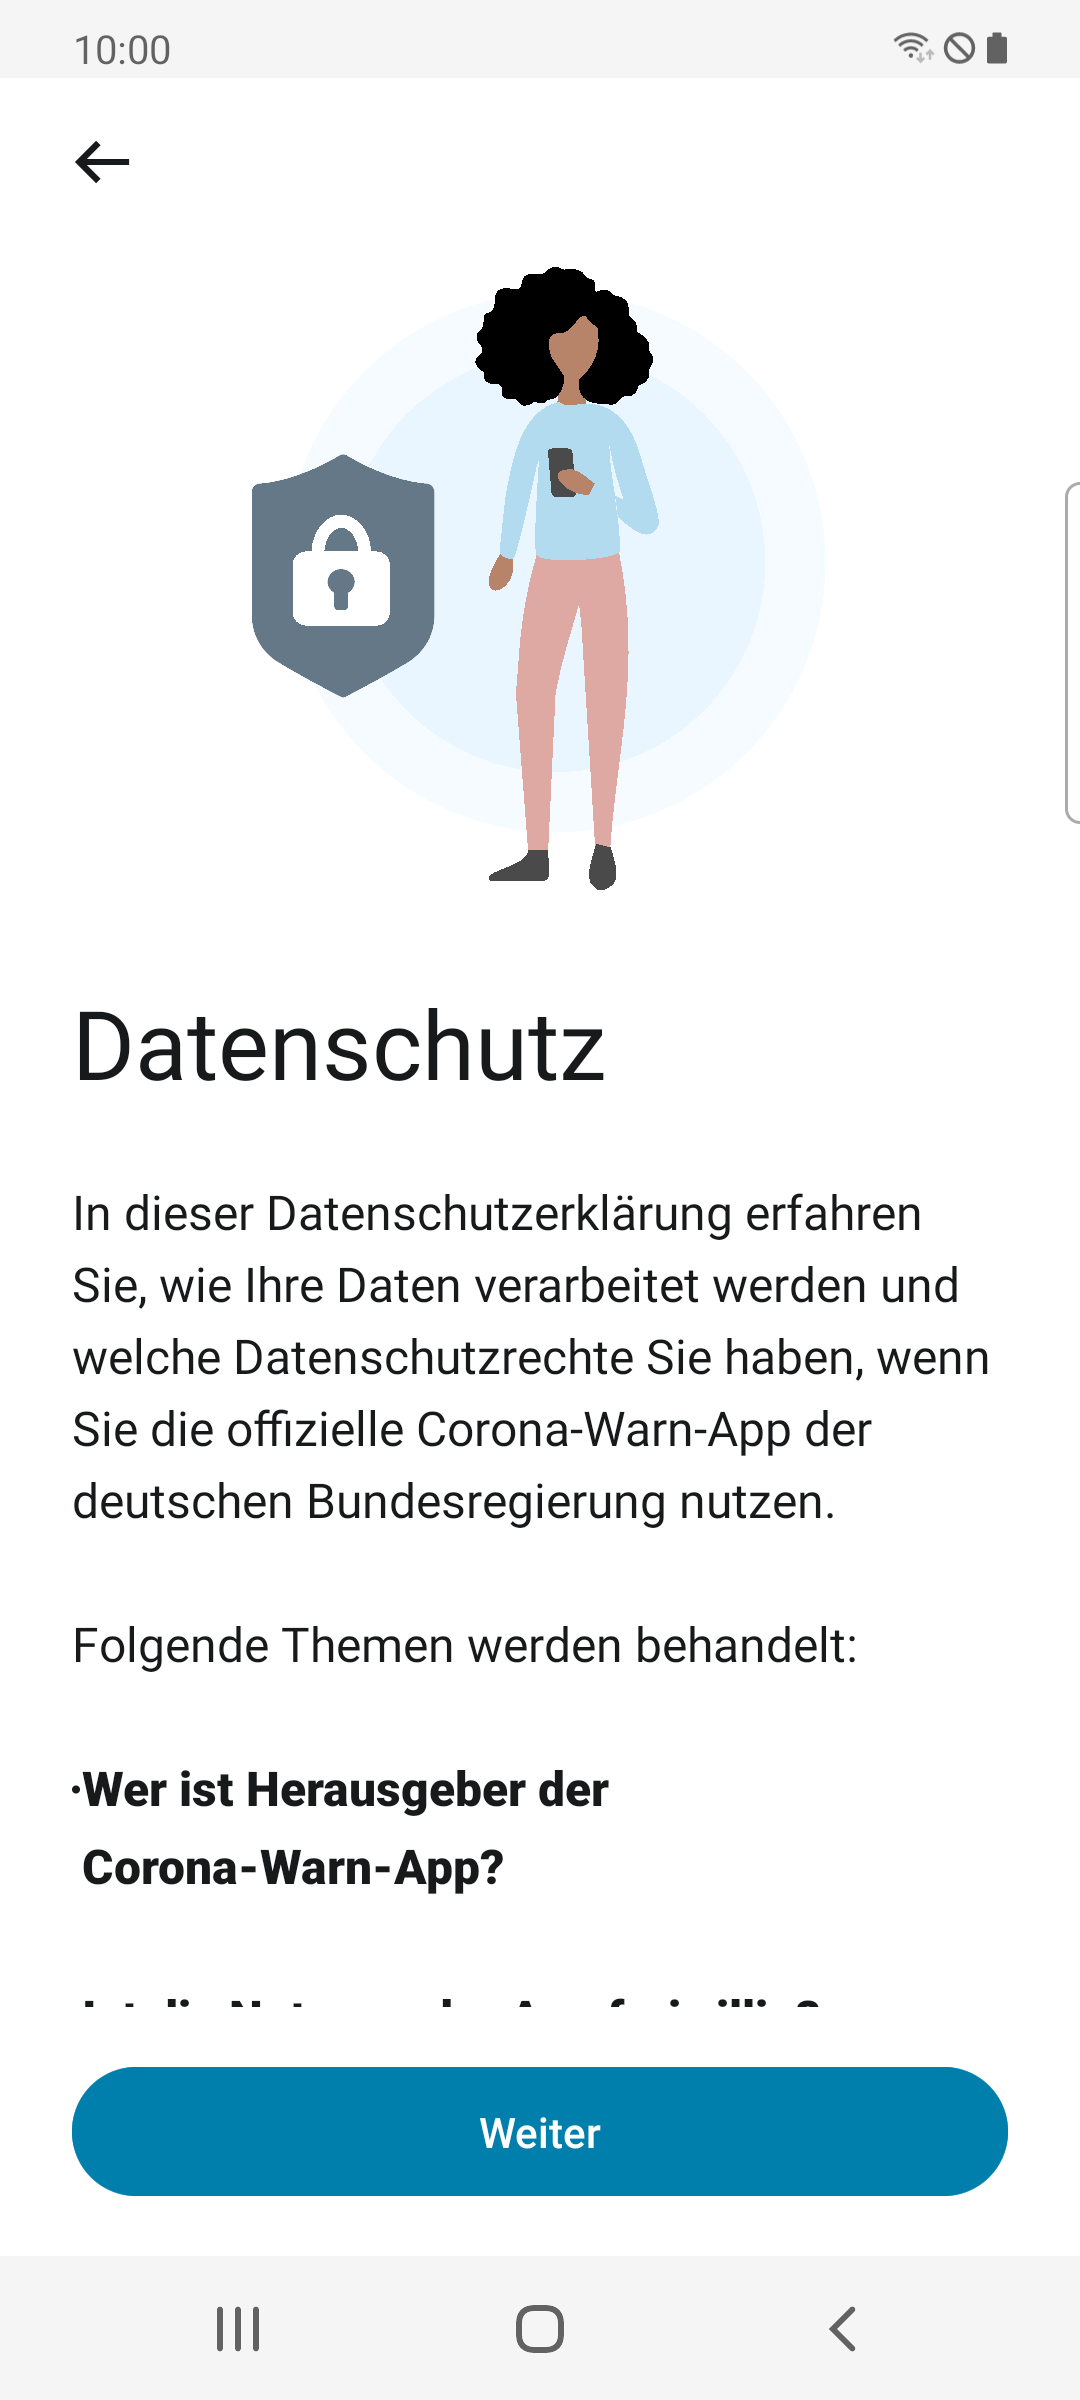 10:00
Datenschutz
In dieser Datenschutzerklärung erfahren
Sie, wie Ihre Daten verarbeitet werden und
welche Datenschutzrechte Sie haben, wenn
Sie die offizielle Corona-Warn-App der
deutschen Bundesregierung nutzen.
Folgende Themen werden behandelt:
·Wer ist Herausgeber der
Corona-Warn-App?
Weiter